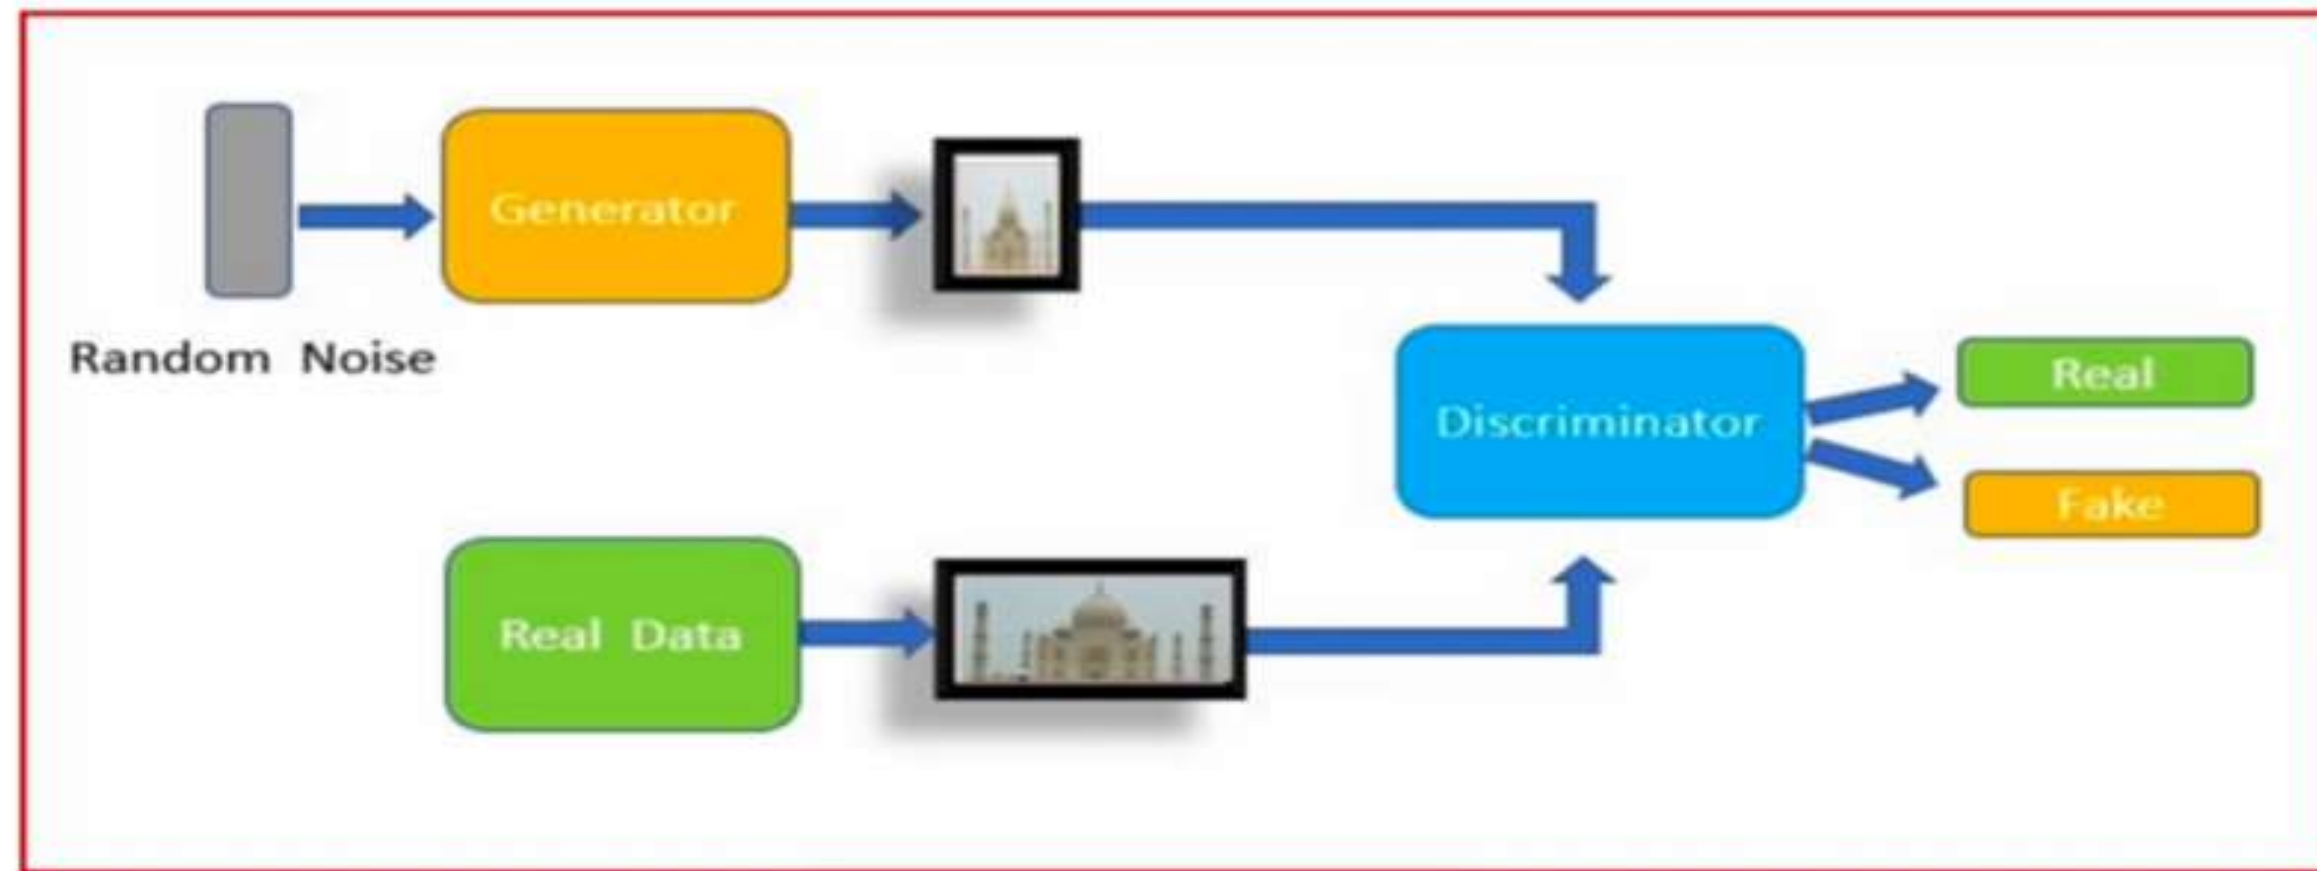 Generator
Random Noise
Real
Discriminator
Fake
Real Data